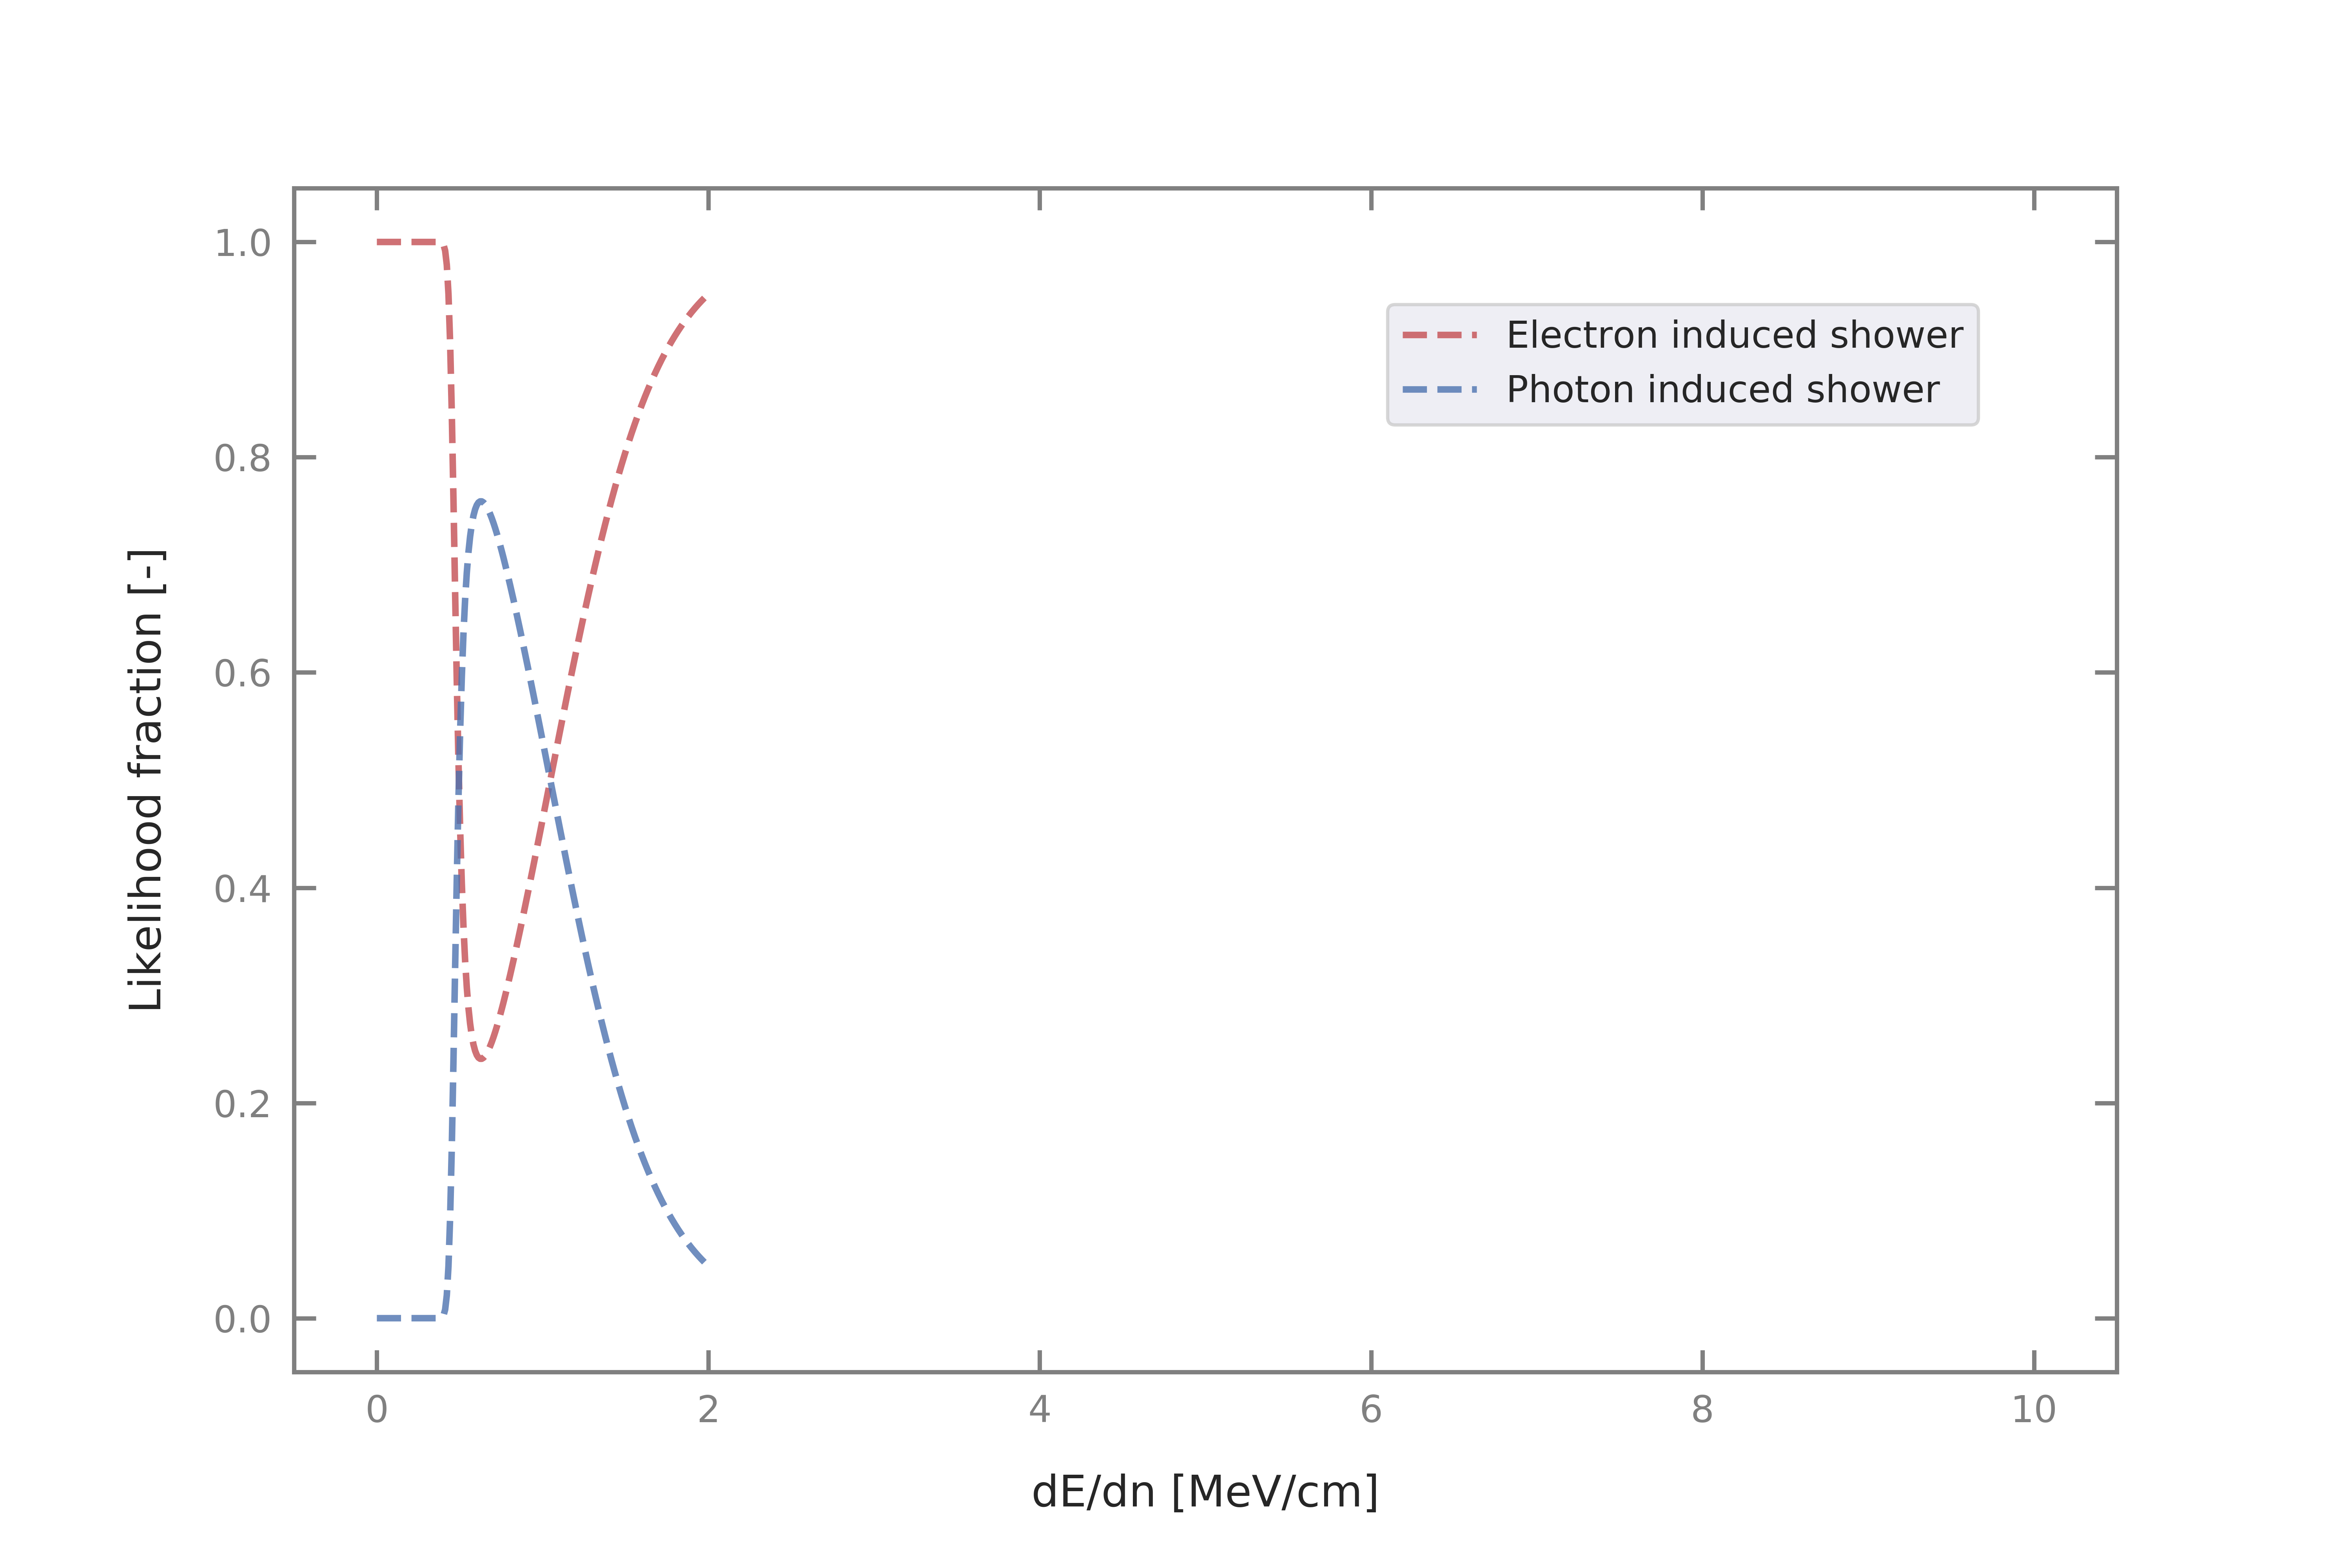 1.0
0.8
0.6
0.4
0.2
0.0
Likelihood fraction [-]
Electron induced shower
Photon induced shower
0 2 4 6 8 10
dE/dn [MeV/cm]